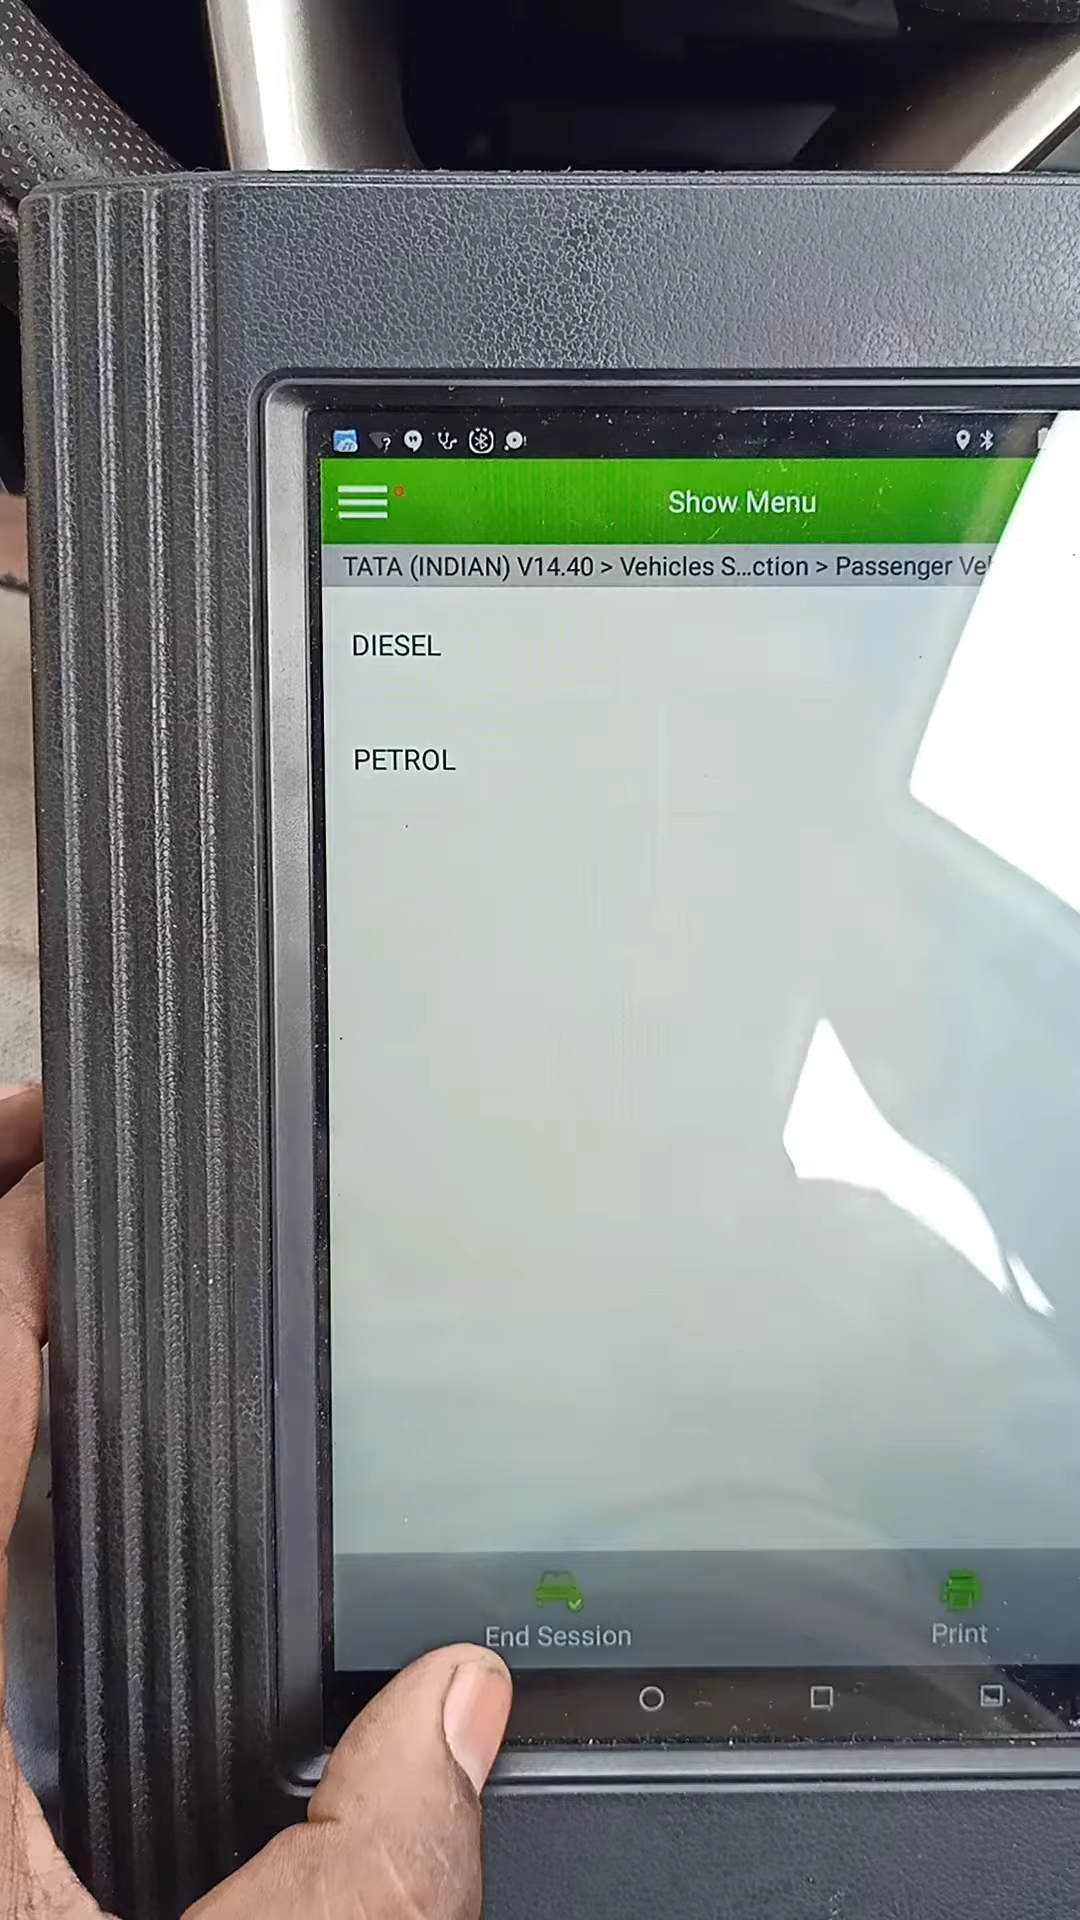 Show Menu
TATA (INDIAN) V14.40 > Vehicles S...ction > Passenger
DIESEL
PETROL
End Session
Print